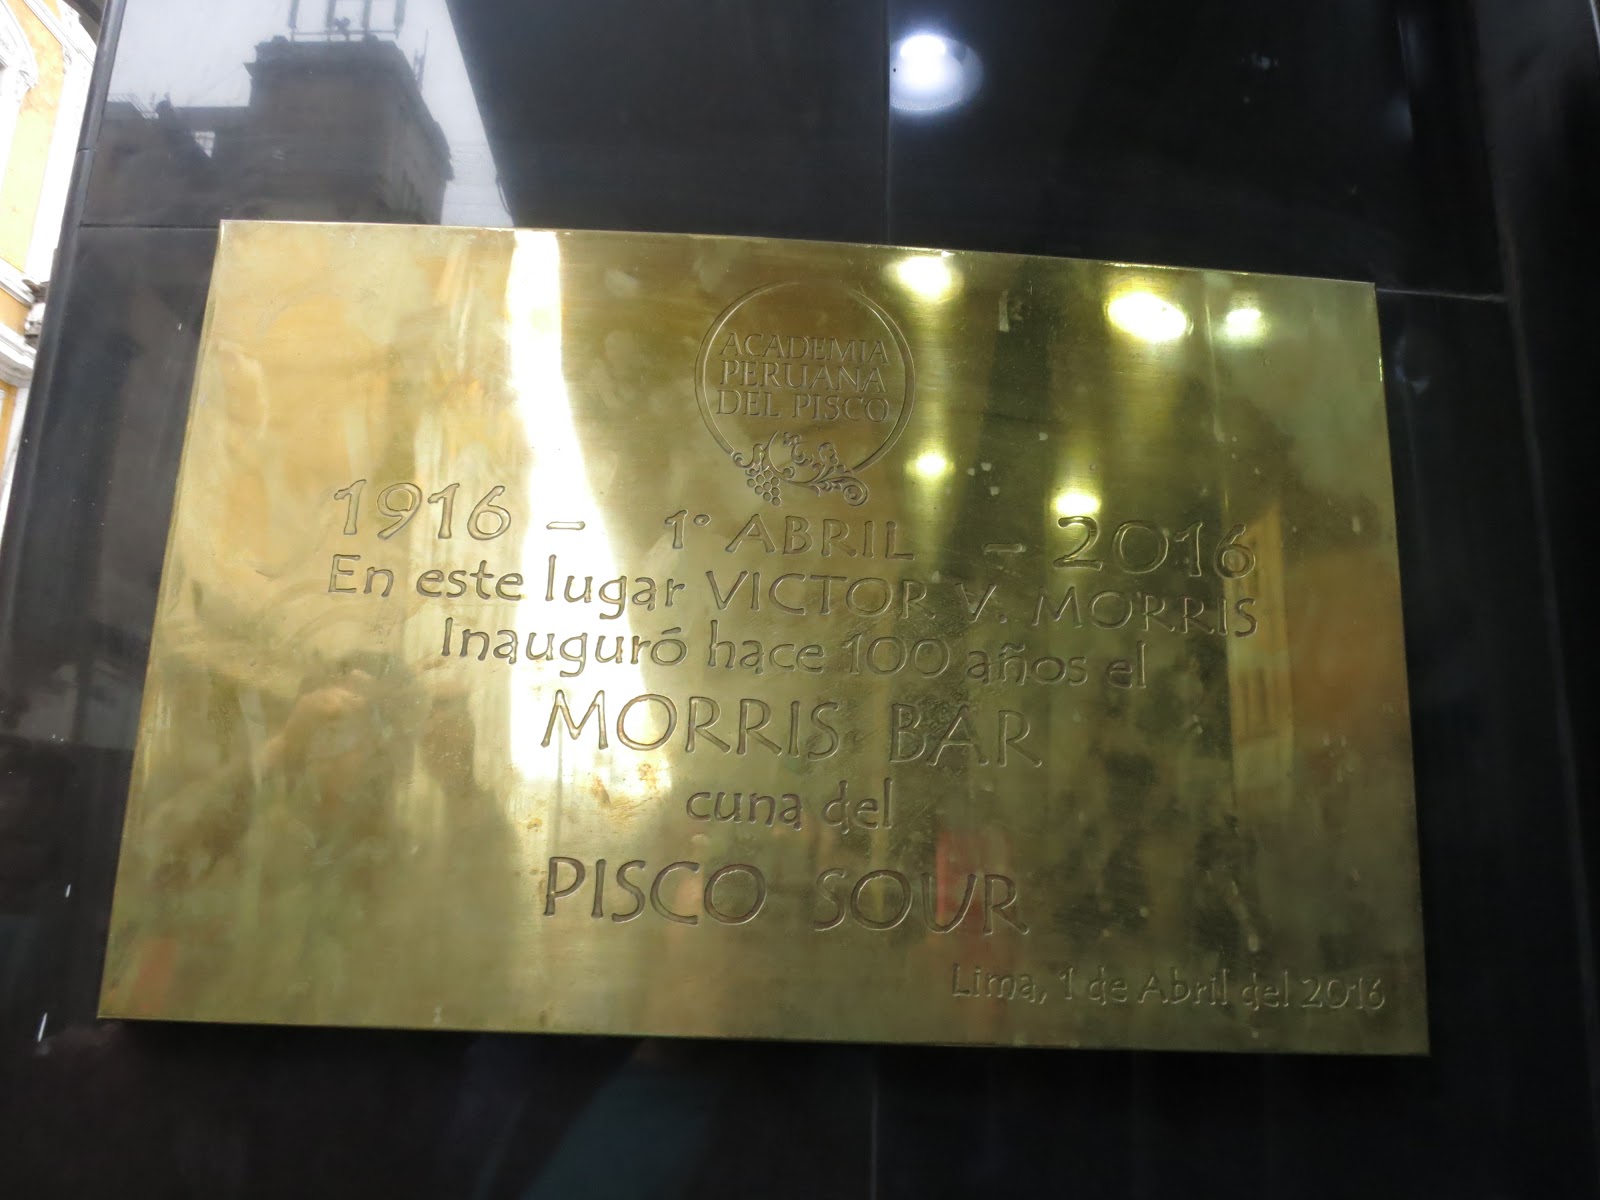 ACADEMIA
PERUANA
DEL PISCO
1916 – 1° ABRIL – 2016
En este lugar VICTOR V. MORRIS
Inauguró hace 100 años el
MORRIS BAR
cuna del
PISCO SOUR
Lima, 1 de Abril del 2016